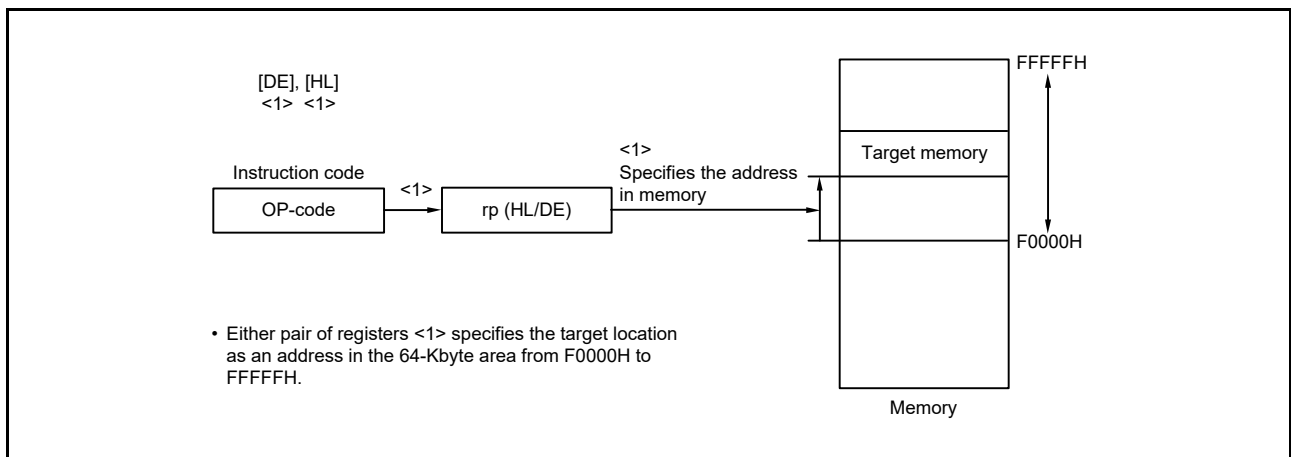 [DE], [HL]
<1> <1>
Instruction code
OP-code
<1>
rp (HL/DE)
<1>
Specifies the address
in memory
FFFFFH
Target memory
F0000H
Memory
• Either pair of registers <1> specifies the target location
as an address in the 64-Kbyte area from F0000H to
FFFFFH.